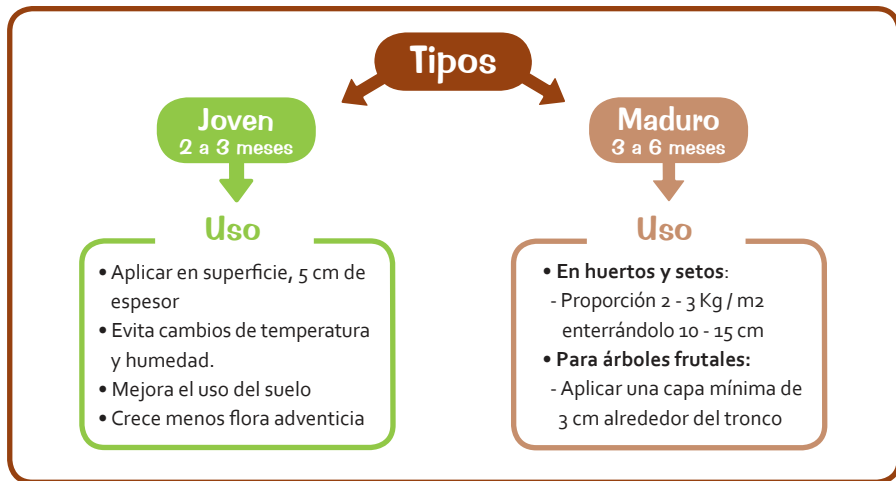 Tipos
Joven
2 a 3 meses
Uso
• Aplicar en superficie, 5 cm de
espesor
• Evita cambios de temperatura
y humedad.
• Mejora el uso del suelo
• Crece menos flora adventicia
Maduro
3 a 6 meses
Uso
• En huertos y setos:
- Proporción 2 - 3 Kg / m2
enterrándolo 10 - 15 cm
• Para árboles frutales:
- Aplicar una capa mínima de
3 cm alrededor del tronco